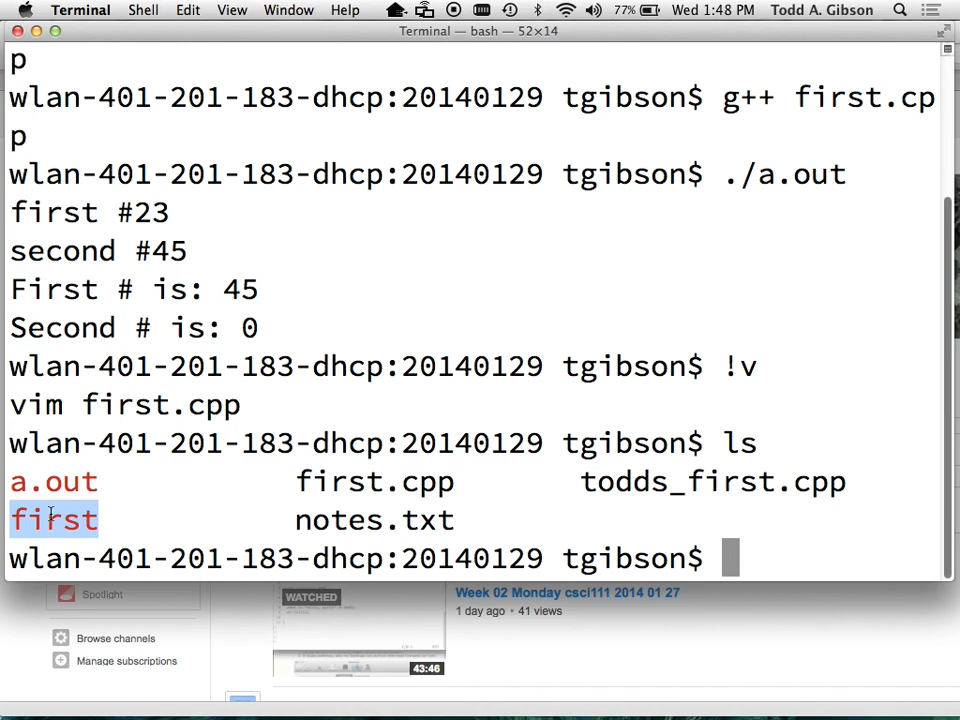 Terminal Shell Edit View Window Help 77% Wed 1:48 PM Todd A. Gibson
Terminal — bash — 52×14
p
wlan-401-201-183-dhcp:20140129 tgibson$ g++ first.cp
p
wlan-401-201-183-dhcp:20140129 tgibson$ ./a.out
first #23
second #45
First # is: 45
Second # is: 0
wlan-401-201-183-dhcp:20140129 tgibson$ !v
vim first.cpp
wlan-401-201-183-dhcp:20140129 tgibson$ ls
a.out first.cpp todds_first.cpp
first notes.txt
wlan-401-201-183-dhcp:20140129 tgibson$
Spotlight
Browse channels
Manage subscriptions
WATCHED
43:46
Week 02 Monday csci111 2014 01 27
1 day ago • 41 views